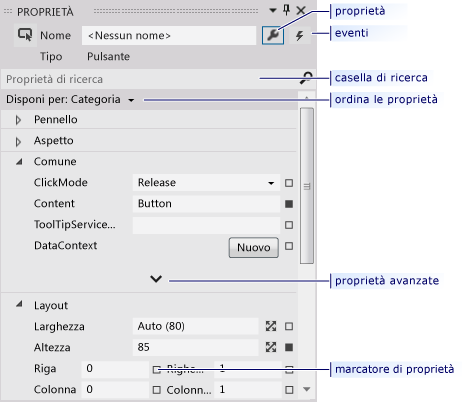 PROPRIETÀ
proprietà
Nome <Nessun nome>
eventi
Tipo Pulsante
Proprietà di ricerca
casella di ricerca
Disponi per: Categoria
ordina le proprietà
Pennello
Aspetto
Comune
ClickMode Release
Content Button
ToolTipService...
DataContext Nuovo
proprietà avanzate
Layout
Larghezza Auto (80)
Altezza 85
Riga 0 Righe... 1
marcatore di proprietà
Colonna 0 Colonn... 1